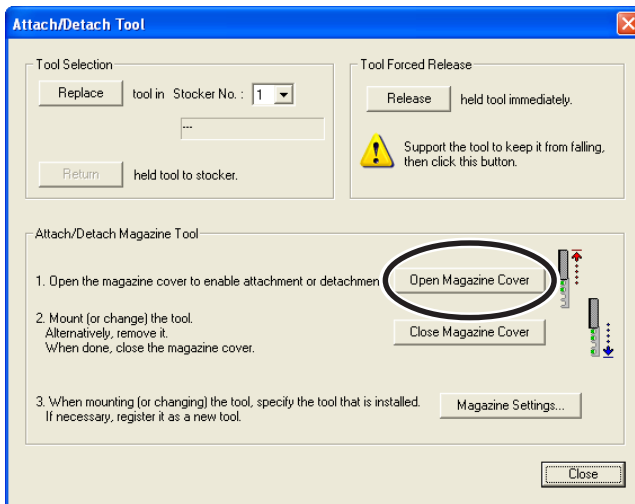 Attach/Detach Tool
Tool Selection
Replace tool in Stocker No. : 1
---
Return held tool to stocker.
Tool Forced Release
Release held tool immediately.
Support the tool to keep it from falling,
then click this button.
Attach/Detach Magazine Tool
1. Open the magazine cover to enable attachment or detachmen Open Magazine Cover
2. Mount (or change) the tool.
Alternatively, remove it.
When done, close the magazine cover.
Close Magazine Cover
3. When mounting (or changing) the tool, specify the tool that is installed.
If necessary, register it as a new tool.
Magazine Settings...
Close